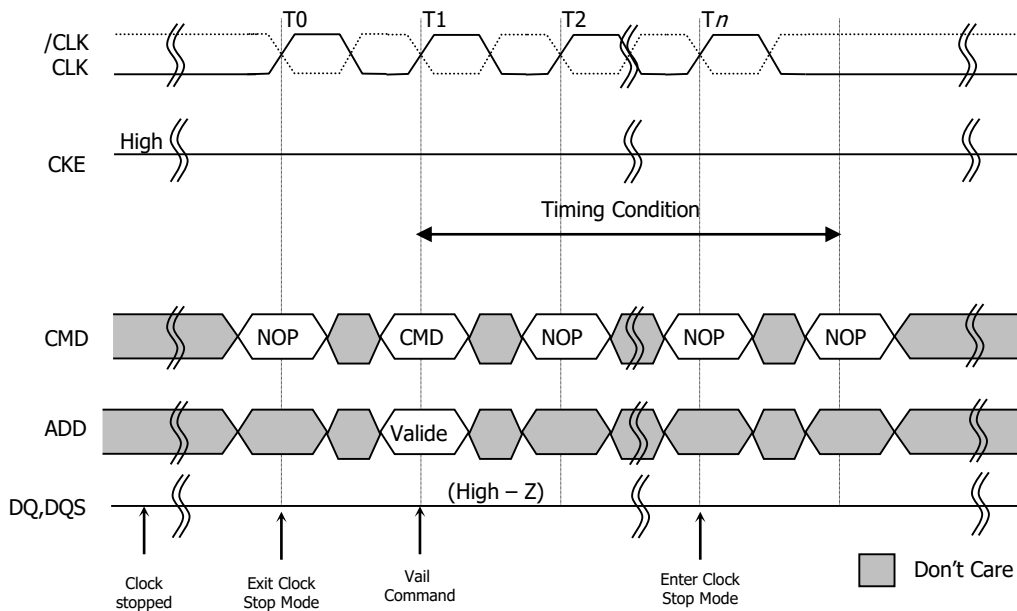 T0 T1 T2 Tn
/CLK
CLK
High
CKE
Timing Condition
CMD NOP CMD NOP NOP NOP
ADD Valide
(High – Z)
DQ,DQS
Clock
stopped
Exit Clock
Stop Mode
Vail
Command
Enter Clock
Stop Mode
Don't Care